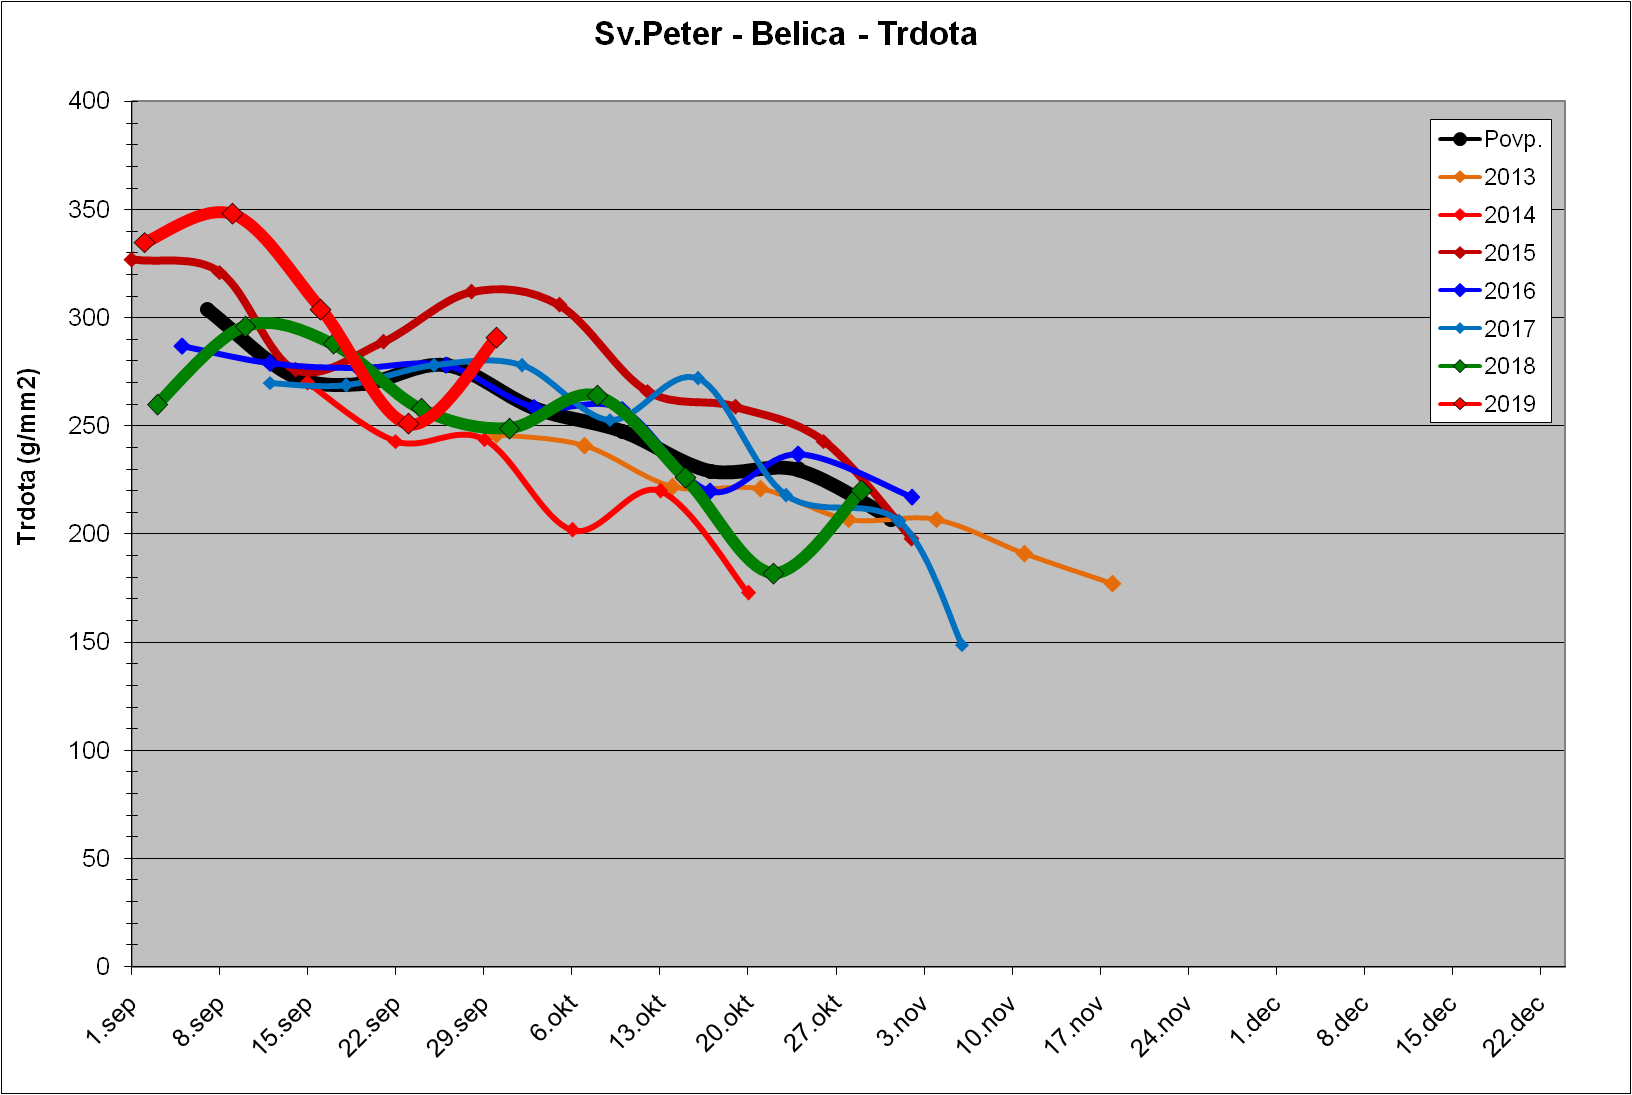 Sv.Peter - Belica - Trdota
Trdota (g/mm2)
400
350
300
250
200
150
100
50
0
1.sep
8.sep
15.sep
22.sep
29.sep
6.okt
13.okt
20.okt
27.okt
3.nov
10.nov
17.nov
24.nov
1.dec
8.dec
15.dec
22.dec
Povp.
2013
2014
2015
2016
2017
2018
2019